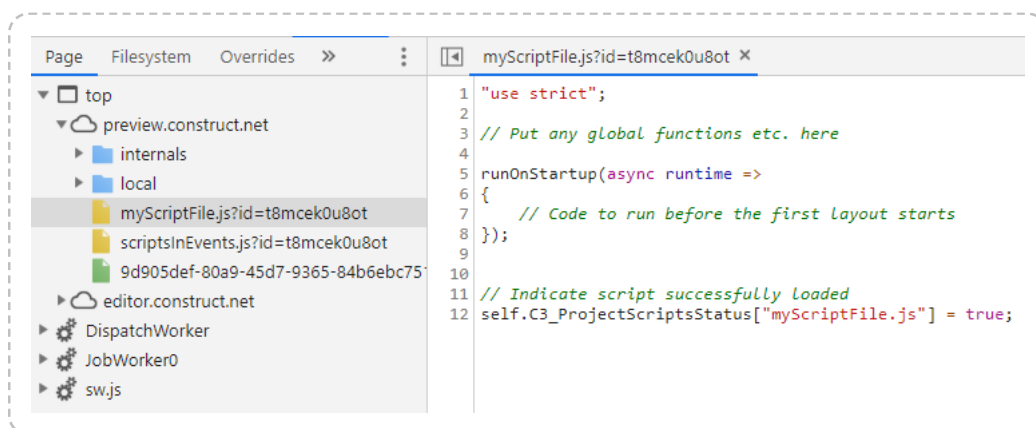 Page Filesystem Overrides »
top
preview.construct.net
internals
local
myScriptFile.js?id=t8mcek0u8ot
scriptsInEvents.js?id=t8mcek0u8ot
9d905def-80a9-45d7-9365-84b6ebc751
editor.construct.net
DispatchWorker
JobWorker0
sw.js
myScriptFile.js?id=t8mcek0u8ot ×
1 "use strict";
2
3 // Put any global functions etc. here
4
5 runOnStartup(async runtime =>
6 {
7     // Code to run before the first layout starts
8 });
9
10
11 // Indicate script successfully loaded
12 self.C3_ProjectScriptsStatus["myScriptFile.js"] = true;